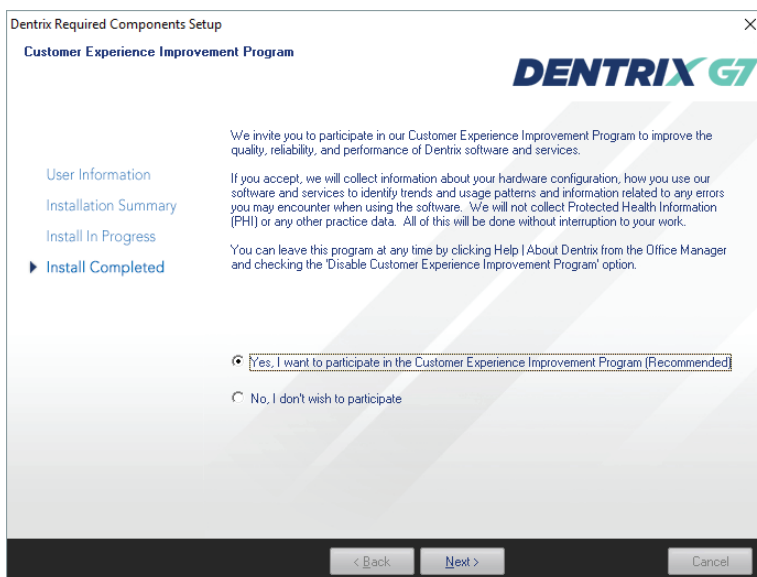 Dentrix Required Components Setup
Customer Experience Improvement Program
DENTRIX G7
We invite you to participate in our Customer Experience Improvement Program to improve the
quality, reliability, and performance of Dentrix software and services.
User Information
If you accept, we will collect information about your hardware configuration, how you use our
software and services to identify trends and usage patterns and information related to any errors
you may encounter when using the software.  We will not collect Protected Health Information
(PHI) or any other practice data.  All of this will be done without interruption to your work.
Installation Summary
Install In Progress
Install Completed
You can leave this program at any time by clicking Help | About Dentrix from the Office Manager
and checking the 'Disable Customer Experience Improvement Program' option.
Yes, I want to participate in the Customer Experience Improvement Program (Recommended)
No, I don't wish to participate
< Back
Next >
Cancel